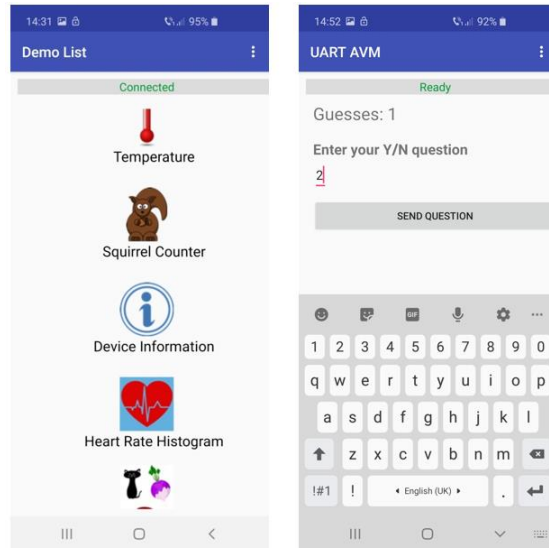 14:31 95%
Demo List
Connected
Temperature
Squirrel Counter
Device Information
Heart Rate Histogram
14:52 92%
UART AVM
Ready
Guesses: 1
Enter your Y/N question
2
SEND QUESTION
GIF
1 2 3 4 5 6 7 8 9 0
q w e r t y u i o p
a s d f g h j k l
z x c v b n m
!#1 ! English (UK) .